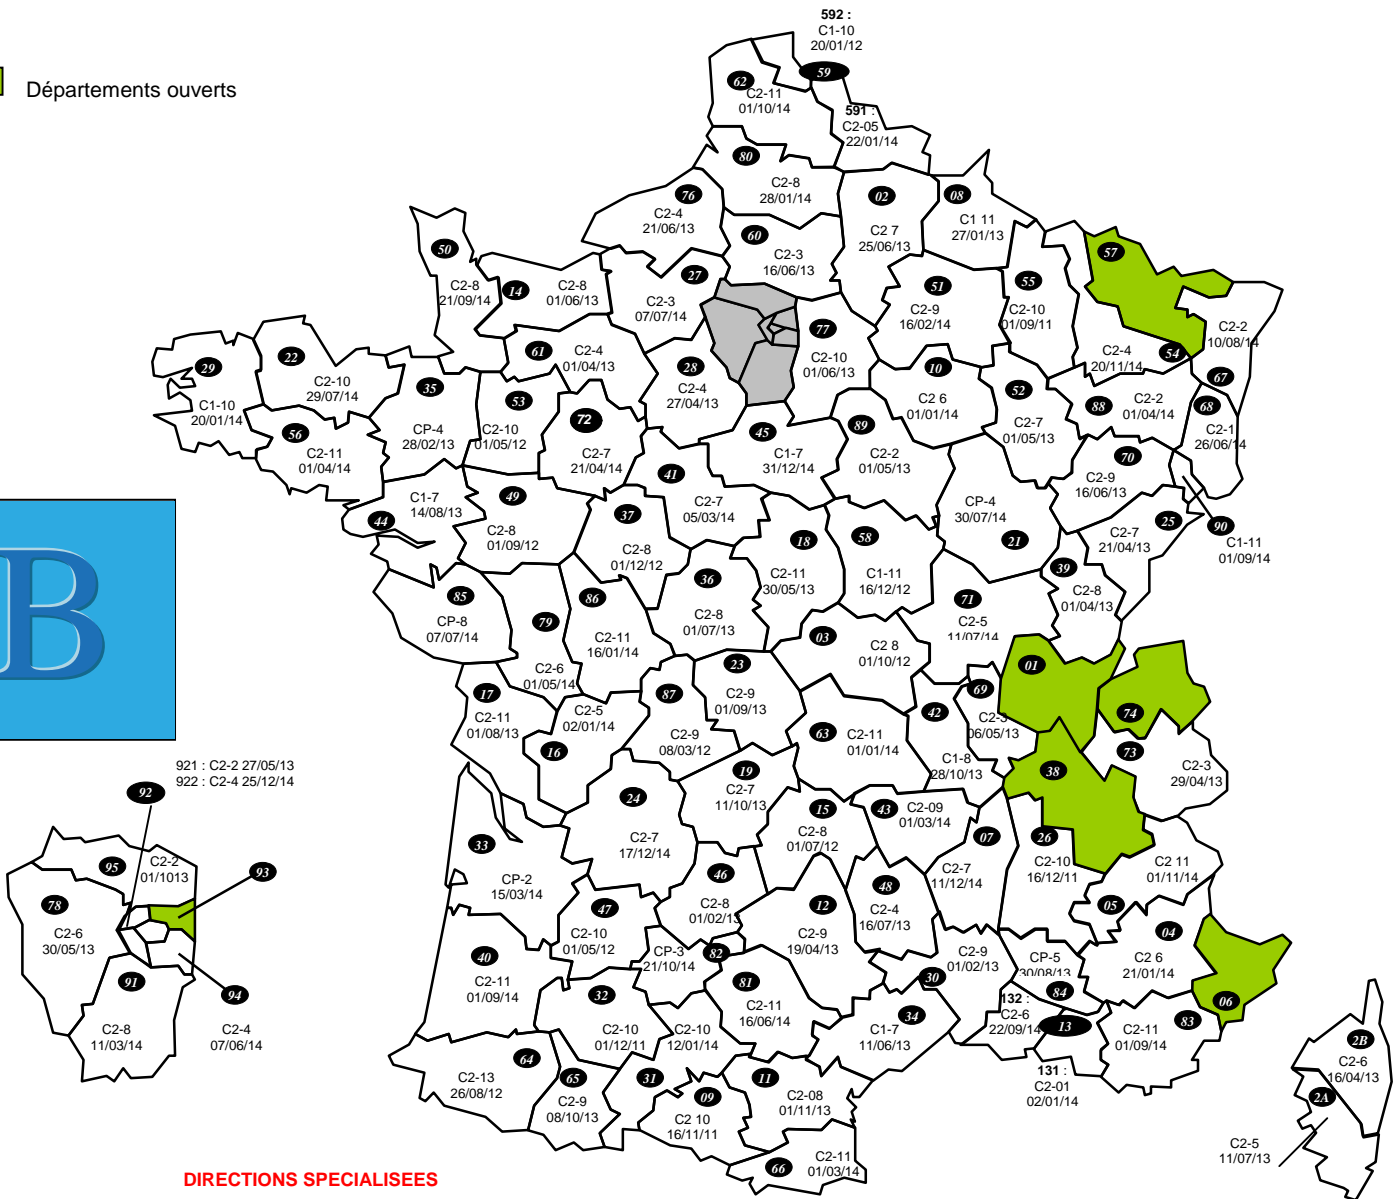 592 :
C1-10
20/01/12
59
Départements ouverts
62
C2-11
01/10/14
591 :
C2-05
22/01/14
80
C2-8
28/01/14
76
C2-4
21/06/13
02
C2 7
25/06/13
08
C1 11
27/01/13
60
C2-3
16/06/13
50
C2-8
21/09/14
14
C2-8
01/06/13
27
C2-3
07/07/14
51
C2-9
16/02/14
55
C2-10
01/09/11
57
C2-2
10/08/14
67
54
C2-4
20/11/14
77
C2-10
01/06/13
29
C1-10
20/01/14
22
C2-10
29/07/14
61
C2-4
01/04/13
28
C2-4
27/04/13
10
C2 6
01/01/14
52
C2-7
01/05/13
88
C2-2
01/04/14
68
C2-1
26/06/14
35
CP-4
28/02/13
53
C2-10
01/05/12
72
C2-7
21/04/14
56
C2-11
01/04/14
45
C1-7
31/12/14
89
C2-2
01/05/13
70
C2-9
16/06/13
41
C2-7
05/03/14
44
C1-7
14/08/13
49
C2-8
01/09/12
37
C2-8
01/12/12
18
C2-11
30/05/13
58
C1-11
16/12/12
CP-4
30/07/14
21
25
C2-7
21/04/13
90
C1-11
01/09/14
39
C2-8
01/04/13
85
CP-8
07/07/14
79
C2-6
01/05/14
86
C2-11
16/01/14
36
C2-8
01/07/13
03
C2 8
01/10/12
71
C2-5
11/07/14
01
74
B
17
C2-11
01/08/13
16
C2-5
02/01/14
87
C2-9
08/03/12
23
C2-9
01/09/13
63
C2-11
01/01/14
42
C1-8
28/10/13
69
C2-3
06/05/13
73
C2-3
29/04/13
38
921 : C2-2 27/05/13
922 : C2-4 25/12/14
92
19
C2-7
11/10/13
24
C2-7
17/12/14
15
C2-8
01/07/12
43
C2-09
01/03/14
07
C2-7
11/12/14
26
C2-10
16/12/11
C2 11
01/11/14
05
33
CP-2
15/03/14
95
C2-2
01/1013
93
78
C2-6
30/05/13
46
C2-8
01/02/13
48
C2-4
16/07/13
12
C2-9
19/04/13
47
C2-10
01/05/12
82
CP-3
21/10/14
04
C2 6
21/01/14
06
40
C2-11
01/09/14
30
C2-9
01/02/13
CP-5
30/08/13
84
91
C2-8
11/03/14
94
C2-4
07/06/14
32
C2-10
01/12/11
81
C2-11
16/06/14
34
C1-7
11/06/13
132 :
C2-6
22/09/14
13
131 :
C2-01
02/01/14
83
C2-11
01/09/14
64
C2-13
26/08/12
65
C2-9
08/10/13
31
C2-10
12/01/14
09
C2 10
16/11/11
11
C2-08
01/11/13
66
C2-11
01/03/14
2B
C2-6
16/04/13
2A
C2-5
11/07/13
DIRECTIONS SPECIALISEES